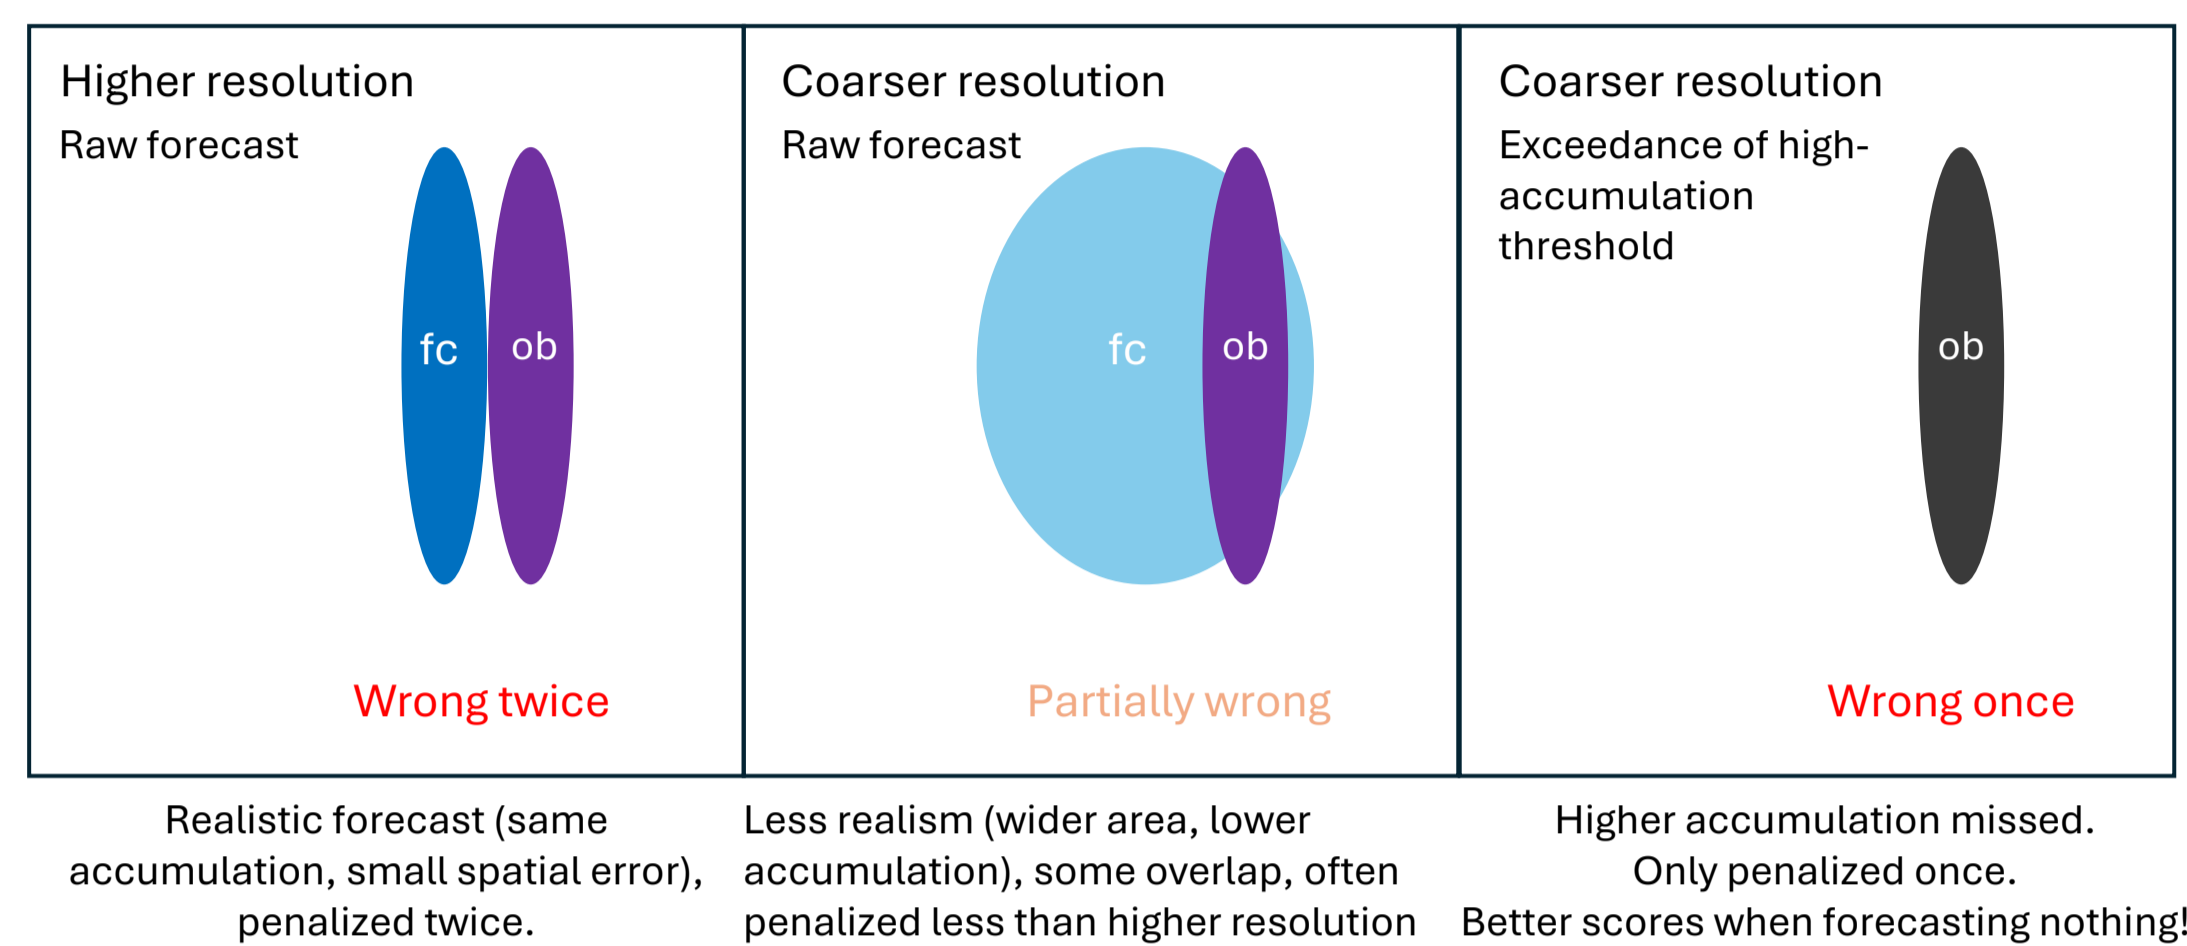 Higher resolution
Raw forecast
fc
ob
Wrong twice
Realistic forecast (same
accumulation, small spatial error),
penalized twice.
Coarser resolution
Raw forecast
fc
ob
Partially wrong
Less realism (wider area, lower
accumulation), some overlap, often
penalized less than higher resolution
Coarser resolution
Exceedance of high-
accumulation
threshold
ob
Wrong once
Higher accumulation missed.
Only penalized once.
Better scores when forecasting nothing!